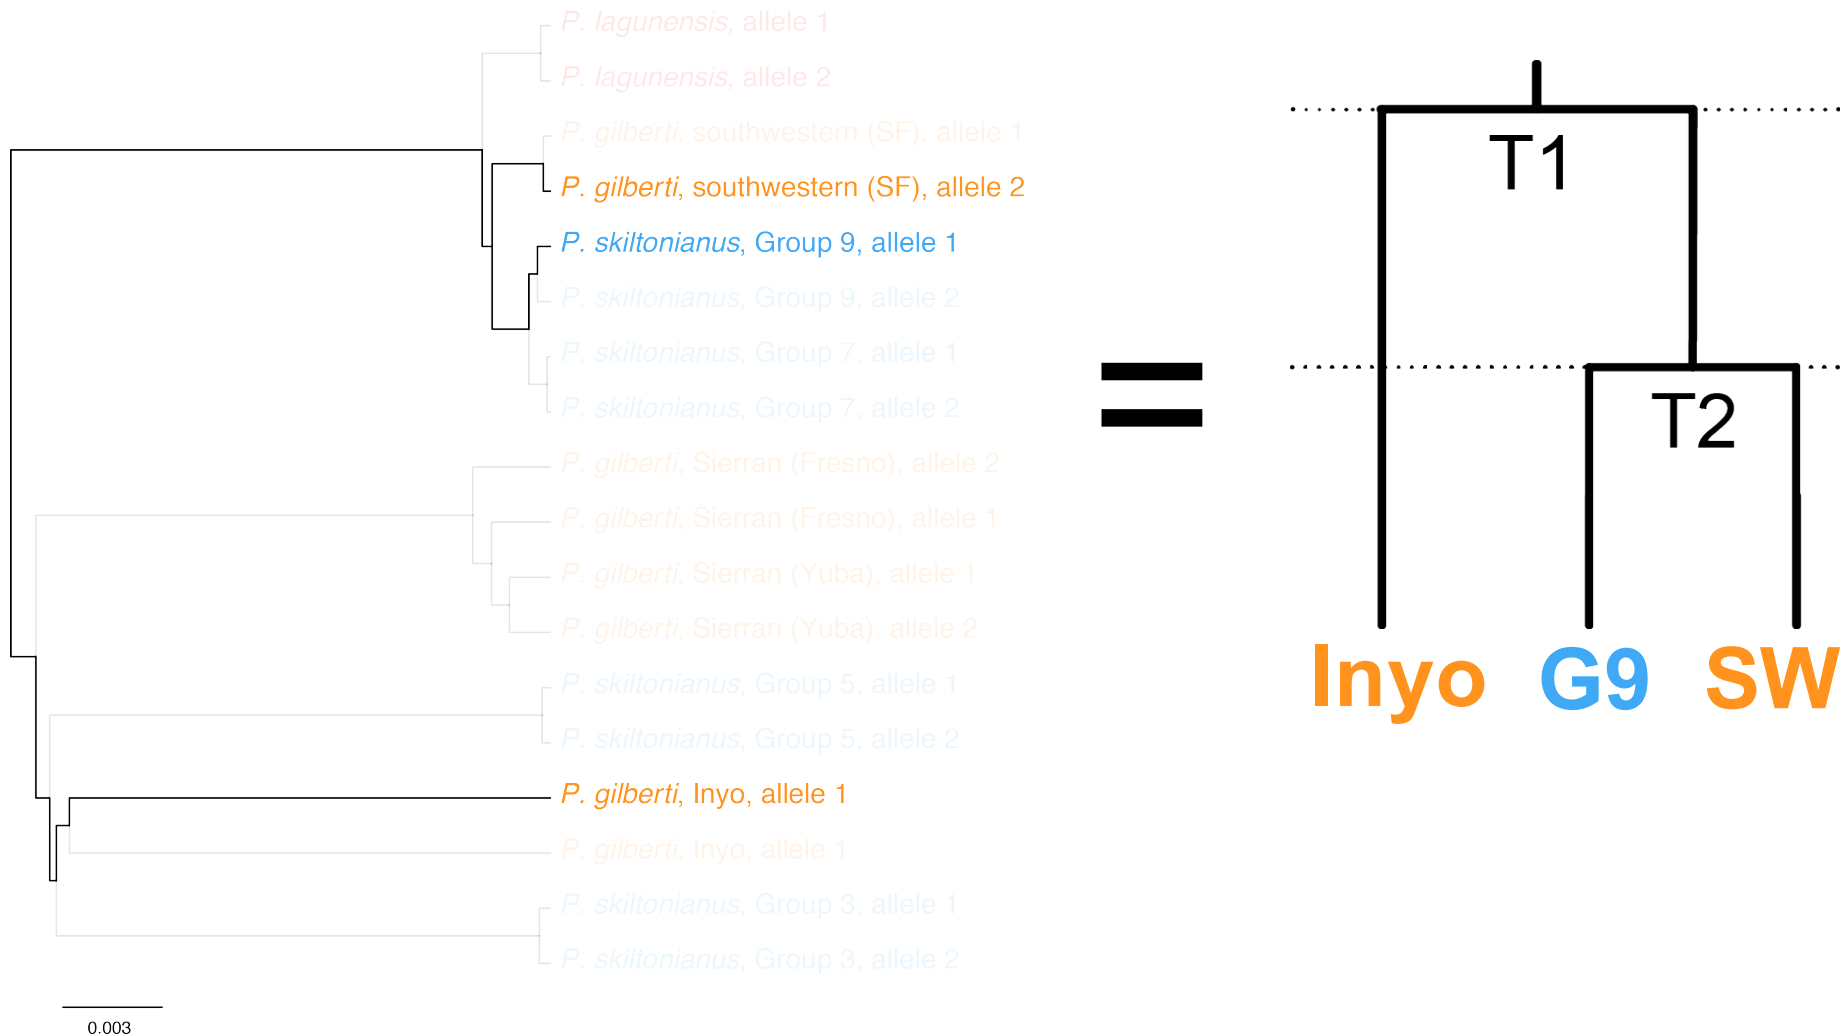 P. lagunensis, allele 1
P. lagunensis, allele 2
P. gilberti, southwestern (SF), allele 1
P. gilberti, southwestern (SF), allele 2
P. skiltonianus, Group 9, allele 1
P. skiltonianus, Group 9, allele 2
P. skiltonianus, Group 7, allele 1
P. skiltonianus, Group 7, allele 2
P. gilberti, Sierran (Fresno), allele 2
P. gilberti, Sierran (Fresno), allele 1
P. gilberti, Sierran (Yuba), allele 1
P. gilberti, Sierran (Yuba), allele 2
P. skiltonianus, Group 5, allele 1
P. skiltonianus, Group 5, allele 2
P. gilberti, Inyo, allele 1
P. gilberti, Inyo, allele 1
P. skiltonianus, Group 3, allele 1
P. skiltonianus, Group 3, allele 2
0.003
=
T1
T2
Inyo G9 SW